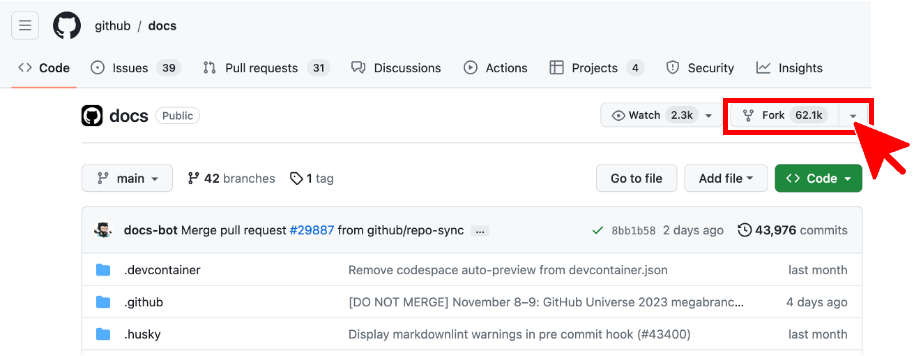 github / docs
Code Issues 39 Pull requests 31 Discussions Actions Projects 4 Security Insights
docs Public Watch 2.3k Fork 62.1k
main 42 branches 1 tag Go to file Add file Code
docs-bot Merge pull request #29887 from github/repo-sync ... 8bb1b58 2 days ago 43,976 commits
.devcontainer Remove codespace auto-preview from devcontainer.json last month
.github [DO NOT MERGE] November 8–9: GitHub Universe 2023 megabranc... 4 days ago
.husky Display markdownlint warnings in pre commit hook (#43400) last month